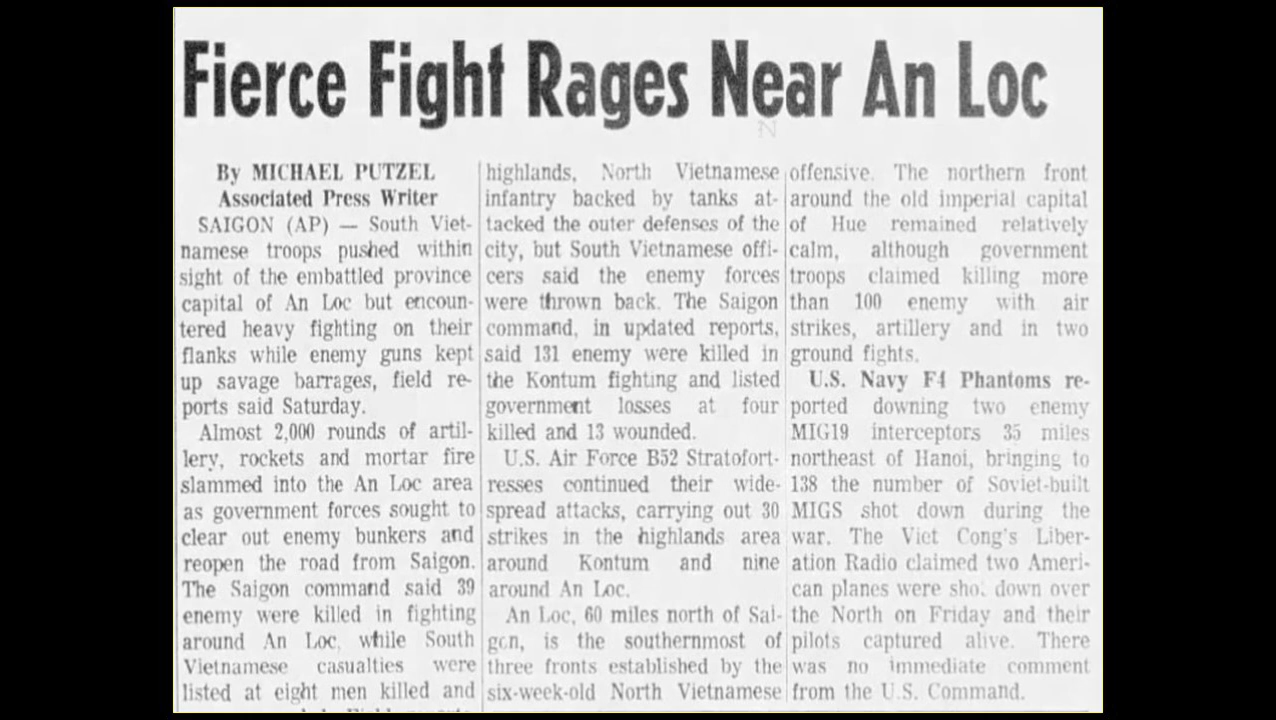 Fierce Fight Rages Near An Loc
By MICHAEL PUTZEL
Associated Press Writer
SAIGON (AP) — South Viet-
namese troops pushed within
sight of the embattled province
capital of An Loc but encoun-
tered heavy fighting on their
flanks while enemy guns kept
up savage barrages, field re-
ports said Saturday.
Almost 2,000 rounds of artil-
lery, rockets and mortar fire
slammed into the An Loc area
as government forces sought to
clear out enemy bunkers and
reopen the road from Saigon.
The Saigon command said 39
enemy were killed in fighting
around An Loc, while South
Vietnamese casualties were
listed at eight men killed and
highlands, North Vietnamese
infantry backed by tanks at-
tacked the outer defenses of the
city, but South Vietnamese offi-
cers said the enemy forces
were thrown back. The Saigon
command, in updated reports,
said 131 enemy were killed in
the Kontum fighting and listed
government losses at four
killed and 13 wounded.
U.S. Air Force B52 Stratofort-
resses continued their wide-
spread attacks, carrying out 30
strikes in the highlands area
around Kontum and nine
around An Loc.
An Loc, 60 miles north of Sai-
gon, is the southernmost of
three fronts established by the
six-week-old North Vietnamese
offensive. The northern front
around the old imperial capital
of Hue remained relatively
calm, although government
troops claimed killing more
than 100 enemy with air
strikes, artillery and in two
ground fights.
U.S. Navy F4 Phantoms re-
ported downing two enemy
MIG19 interceptors 35 miles
northeast of Hanoi, bringing to
138 the number of Soviet-built
MIGS shot down during the
war. The Viet Cong's Liber-
ation Radio claimed two Ameri-
can planes were shot down over
the North on Friday and their
pilots captured alive. There
was no immediate comment
from the U.S. Command.